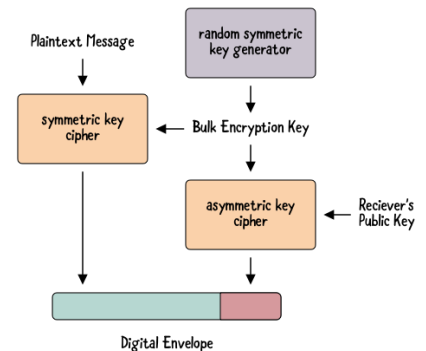 random symmetric
key generator
Plaintext Message
symmetric key
cipher
Bulk Encryption Key
asymmetric key
cipher
Reciever's
Public Key
Digital Envelope